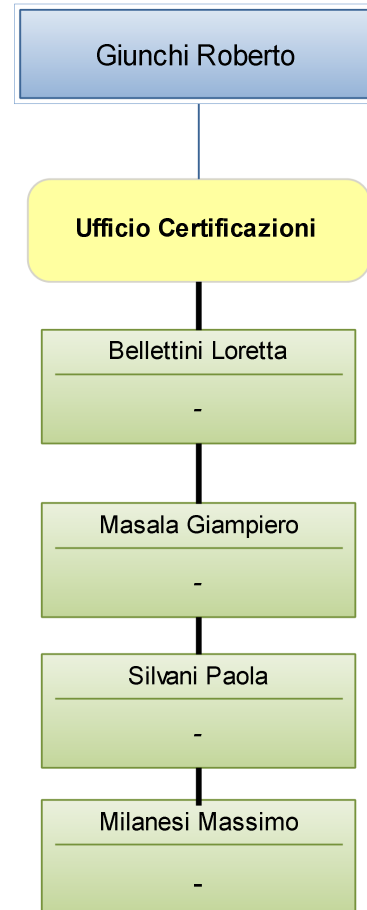 Giunchi Roberto
Ufficio Certificazioni
Bellettini Loretta
-
Masala Giampiero
-
Silvani Paola
-
Milanesi Massimo
-